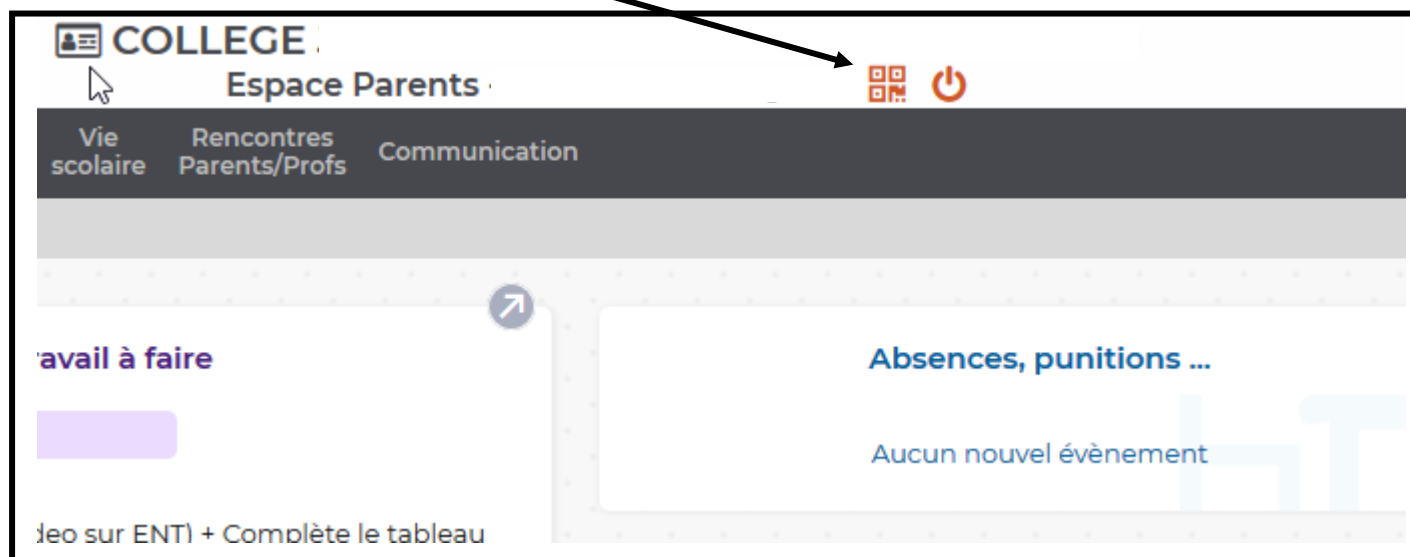 COLLEGE
Espace Parents -
Vie scolaire
Rencontres Parents/Profs
Communication
avail à faire
Absences, punitions ...
Aucun nouvel évènement
deo sur ENT) + Complète le tableau